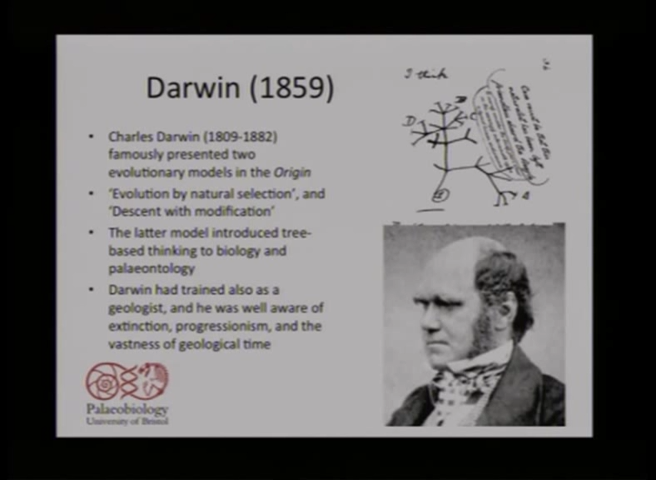 Darwin (1859)
• Charles Darwin (1809-1882)
famously presented two
evolutionary models in the Origin
• ‘Evolution by natural selection’, and
‘Descent with modification’
• The latter model introduced tree-
based thinking to biology and
palaeontology
• Darwin had trained also as a
geologist, and he was well aware of
extinction, progressionism, and the
vastness of geological time
Palaeobiology
University of Bristol
I think
D
B
C
A
1